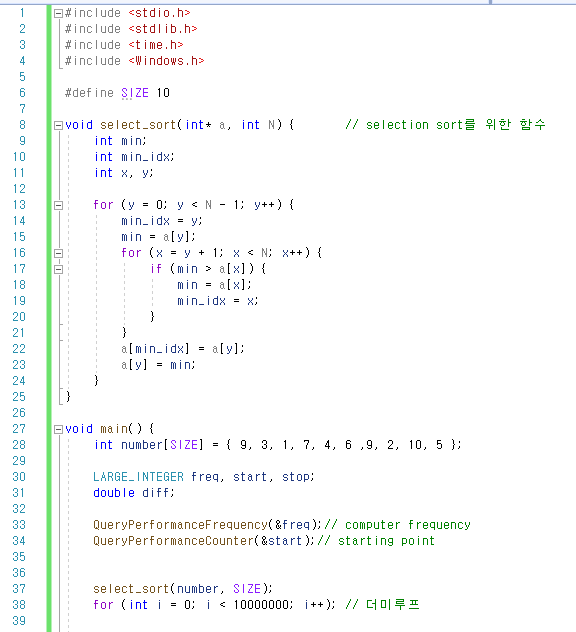 1 #include <stdio.h>
2 #include <stdlib.h>
3 #include <time.h>
4 #include <Windows.h>
5
6 #define SIZE 10
7
8 void select_sort(int* a, int N) { // selection sort를 위한 함수
9 int min;
10 int min_idx;
11 int x, y;
12
13 for (y = 0; y < N - 1; y++) {
14 min_idx = y;
15 min = a[y];
16 for (x = y + 1; x < N; x++) {
17 if (min > a[x]) {
18 min = a[x];
19 min_idx = x;
20 }
21 }
22 a[min_idx] = a[y];
23 a[y] = min;
24 }
25 }
26
27 void main() {
28 int number[SIZE] = { 9, 3, 1, 7, 4, 6 ,9, 2, 10, 5 };
29
30 LARGE_INTEGER freq, start, stop;
31 double diff;
32
33 QueryPerformanceFrequency(&freq);// computer frequency
34 QueryPerformanceCounter(&start);// starting point
35
36
37 select_sort(number, SIZE);
38 for (int i = 0; i < 10000000; i++); // 더미루프
39